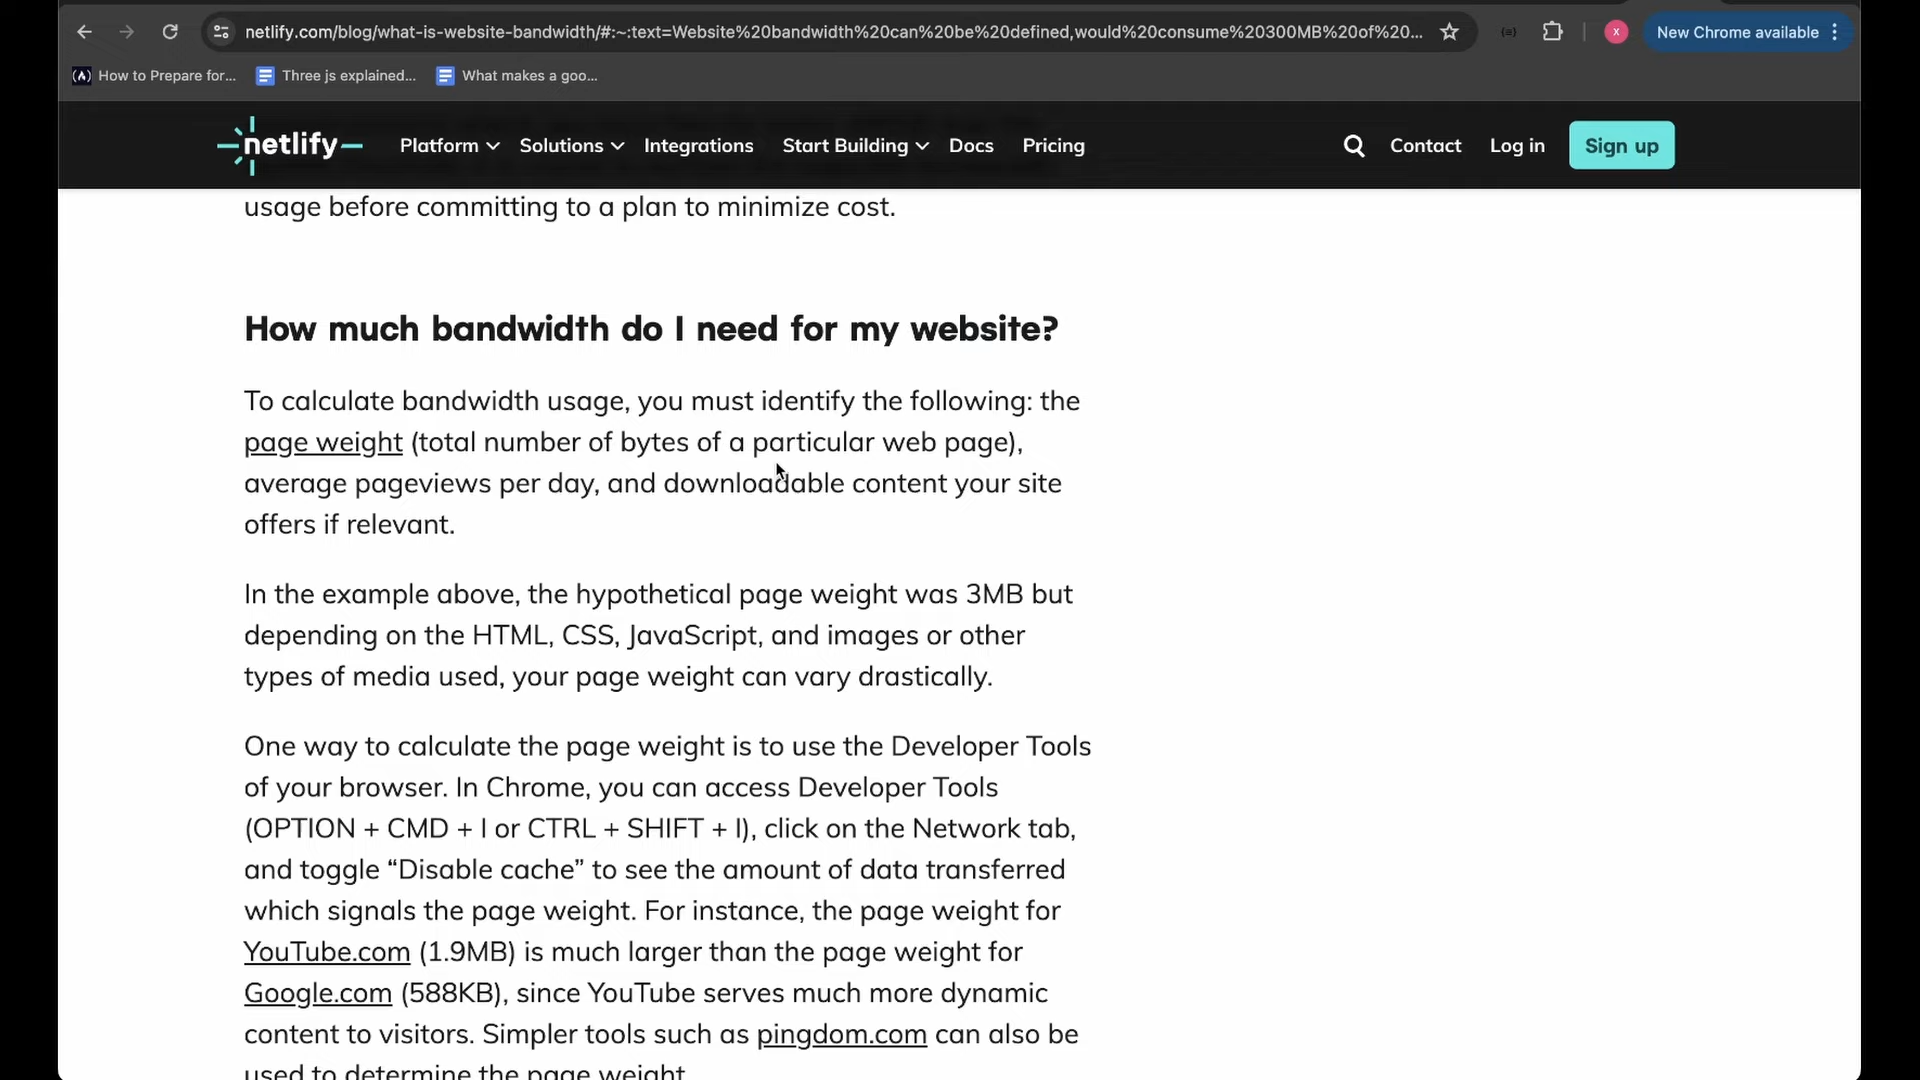 netlify.com/blog/what-is-website-bandwidth/#:~:text=Website%20bandwidth%20can%20be%20defined,would%20consume%20300MB%20of%20...
X
New Chrome available
How to Prepare for...
Three js explained...
What makes a goo...
netlify
Platform
Solutions
Integrations
Start Building
Docs
Pricing
Contact
Log in
Sign up
usage before committing to a plan to minimize cost.
How much bandwidth do I need for my website?
To calculate bandwidth usage, you must identify the following: the
page weight (total number of bytes of a particular web page),
average pageviews per day, and downloadable content your site
offers if relevant.
In the example above, the hypothetical page weight was 3MB but
depending on the HTML, CSS, JavaScript, and images or other
types of media used, your page weight can vary drastically.
One way to calculate the page weight is to use the Developer Tools
of your browser. In Chrome, you can access Developer Tools
(OPTION + CMD + I or CTRL + SHIFT + I), click on the Network tab,
and toggle “Disable cache” to see the amount of data transferred
which signals the page weight. For instance, the page weight for
YouTube.com (1.9MB) is much larger than the page weight for
Google.com (588KB), since YouTube serves much more dynamic
content to visitors. Simpler tools such as pingdom.com can also be
used to determine the page weight.